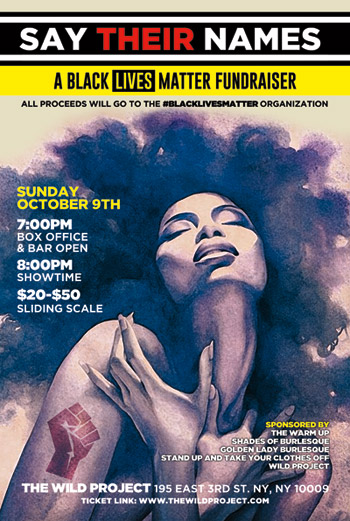 SAY THEIR NAMES
A BLACK LIVES MATTER FUNDRAISER
ALL PROCEEDS WILL GO TO THE #BLACKLIVESMATTER ORGANIZATION
SUNDAY
OCTOBER 9TH
7:00PM
BOX OFFICE
& BAR OPEN
8:00PM
SHOWTIME
$20-$50
SLIDING SCALE
SPONSORED BY
THE WARM UP
SHADES OF BURLESQUE
GOLDEN LADY BURLESQUE
STAND UP AND TAKE YOUR CLOTHES OFF
WILD PROJECT
THE WILD PROJECT 195 EAST 3RD ST. NY, NY 10009
TICKET LINK: WWW.THEWILDPROJECT.COM